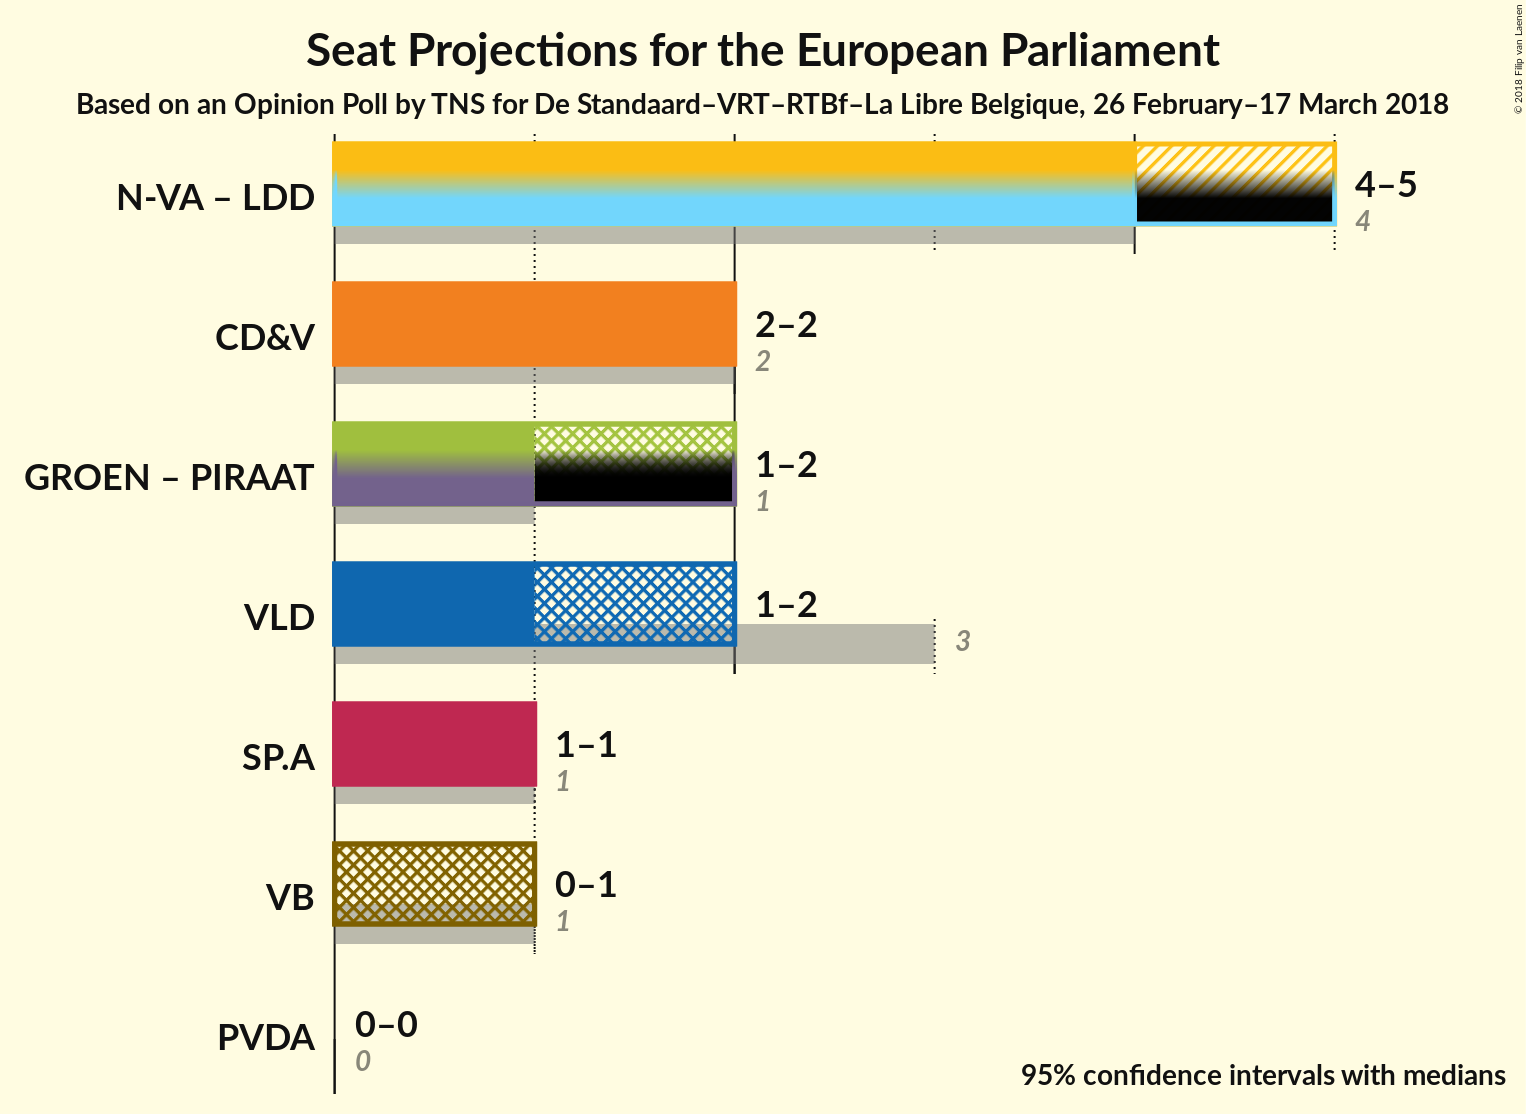 Seat Projections for the European Parliament
Based on an Opinion Poll by TNS for De Standaard–VRT–RTBf–La Libre Belgique, 26 February–17 March 2018
© 2018 Filip van Laenen
N-VA – LDD
4–5
4
CD&V
2–2
2
GROEN – PIRAAT
1–2
1
VLD
1–2
3
SP.A
1–1
1
VB
0–1
1
PVDA
0–0
0
95% confidence intervals with medians